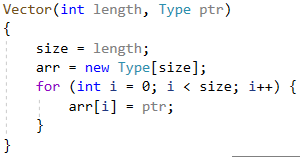 Vector(int length, Type ptr)
{
    size = length;
    arr = new Type[size];
    for (int i = 0; i < size; i++) {
        arr[i] = ptr;
    }
}